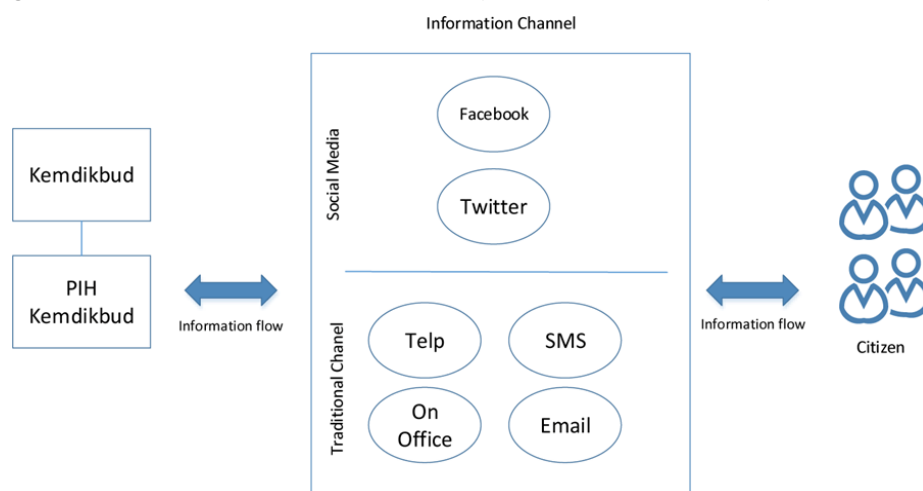 Information Channel
Kemdikbud
PIH
Kemdikbud
Information flow
Social Media
Facebook
Twitter
Traditional Channel
Telp
SMS
On
Office
Email
Information flow
Citizen